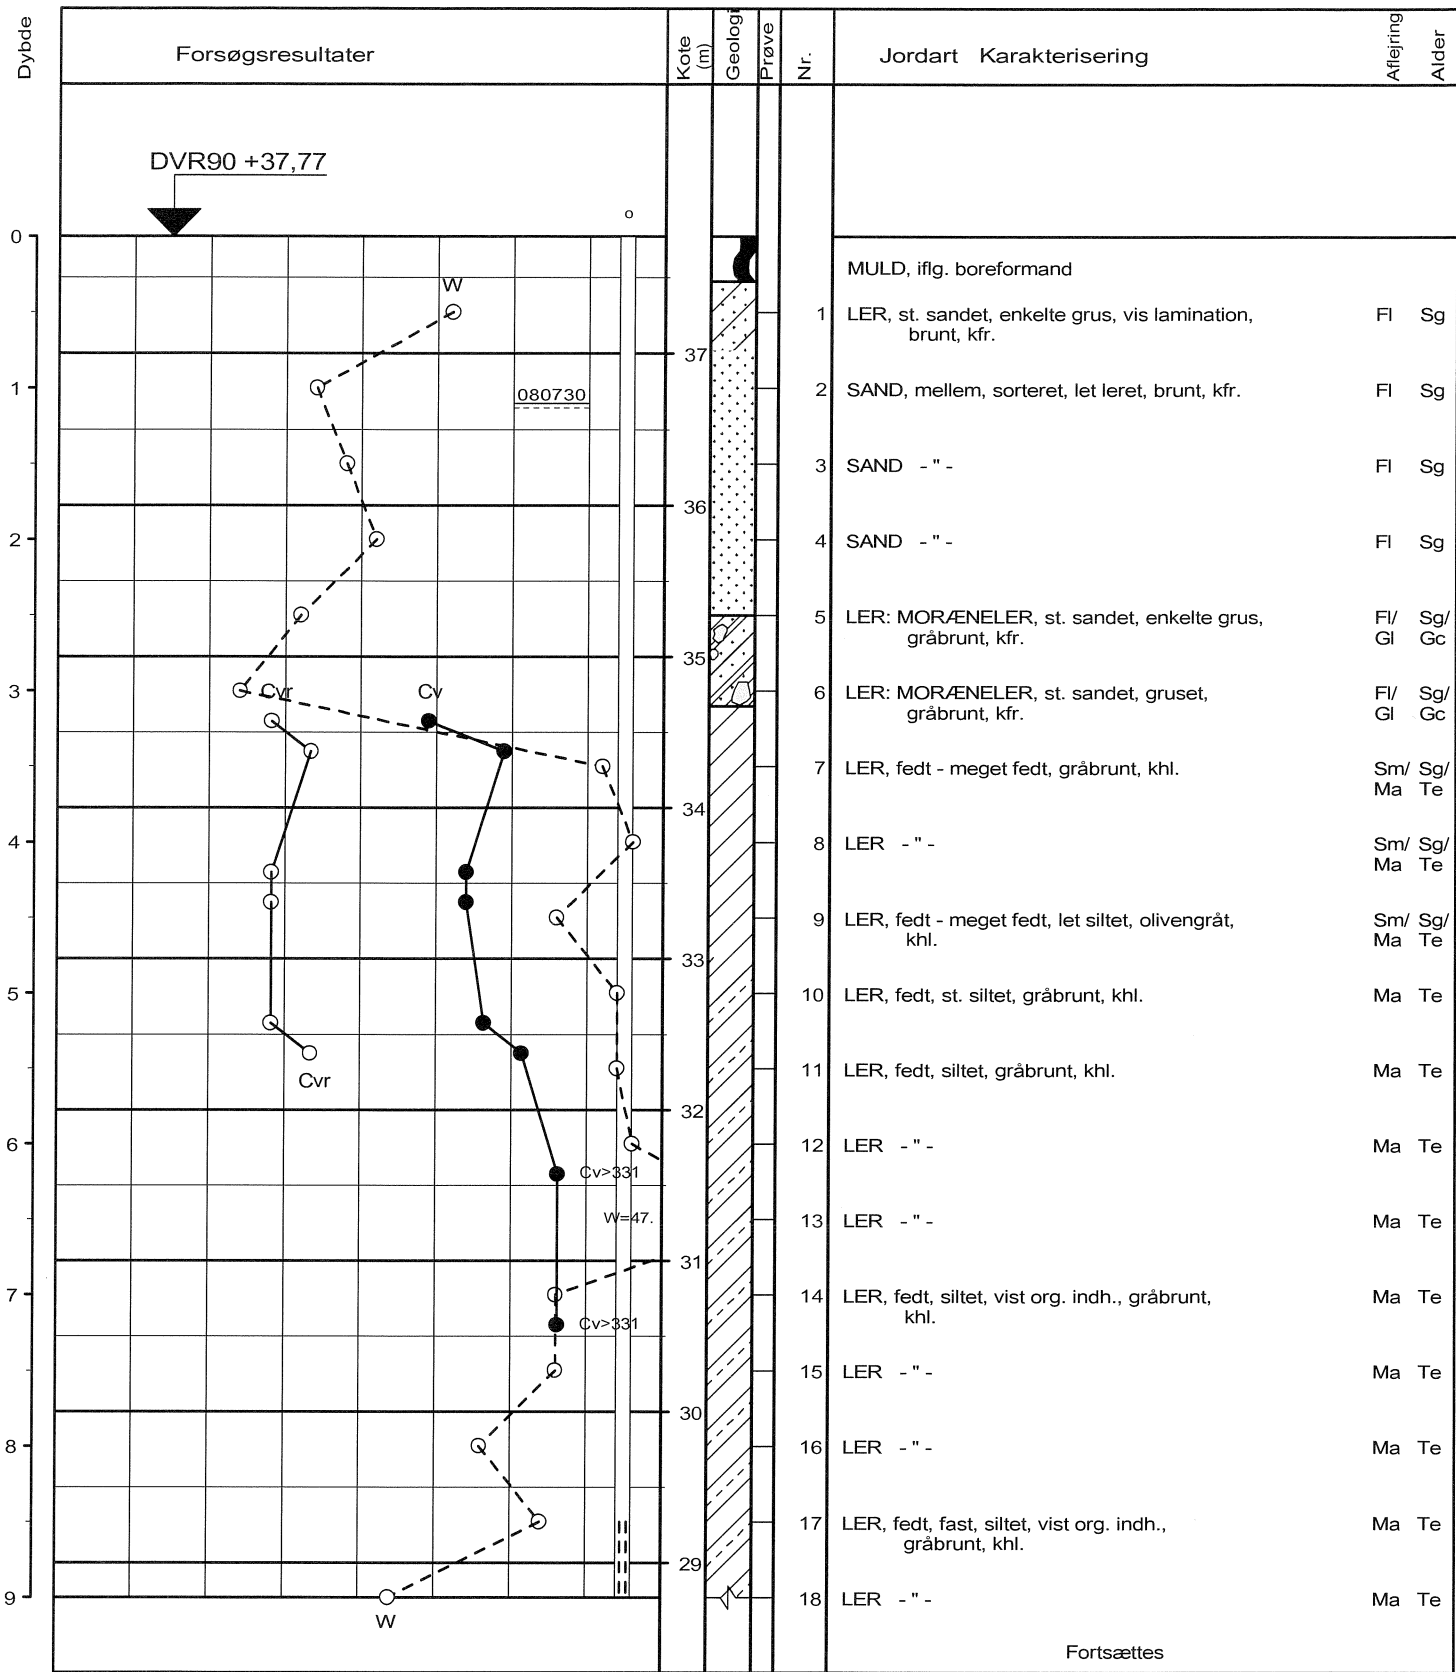 Dybde
Forsøgsresultater
Kote (m)
Geologi
Prøve
Nr.
Jordart Karakterisering
Aflejring
Alder
DVR90 +37,77
o
0
MULD, iflg. boreformand
W
1 LER, st. sandet, enkelte grus, vis lamination, Fl Sg
brunt, kfr.
37
1
080730
2 SAND, mellem, sorteret, let leret, brunt, kfr. Fl Sg
3 SAND - " - Fl Sg
36
2
4 SAND - " - Fl Sg
5 LER: MORÆNELER, st. sandet, enkelte grus, Fl/ Sg/
gråbrunt, kfr. Gl Gc
35
3
Cvr
Cv
6 LER: MORÆNELER, st. sandet, gruset, Fl/ Sg/
gråbrunt, kfr. Gl Gc
7 LER, fedt - meget fedt, gråbrunt, khl. Sm/ Sg/
Ma Te
34
4
8 LER - " - Sm/ Sg/
Ma Te
9 LER, fedt - meget fedt, let siltet, olivengråt, Sm/ Sg/
khl. Ma Te
33
5
10 LER, fedt, st. siltet, gråbrunt, khl. Ma Te
Cvr
11 LER, fedt, siltet, gråbrunt, khl. Ma Te
32
6
12 LER - " - Ma Te
Cv>331
W=47.
13 LER - " - Ma Te
31
7
14 LER, fedt, siltet, vist org. indh., gråbrunt, Ma Te
khl.
Cv>331
15 LER - " - Ma Te
30
8
16 LER - " - Ma Te
17 LER, fedt, fast, siltet, vist org. indh., Ma Te
gråbrunt, khl.
29
9
W
18 LER - " - Ma Te
Fortsættes